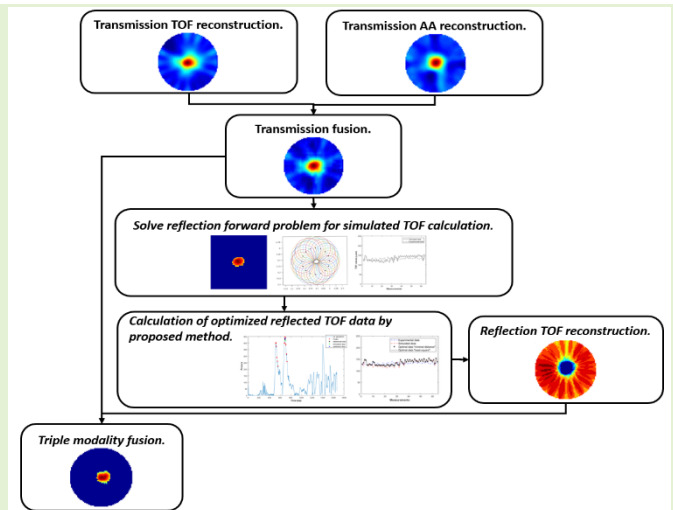 Transmission TOF reconstruction.
Transmission AA reconstruction.
Transmission fusion.
Solve reflection forward problem for simulated TOF calculation.
Calculation of optimized reflected TOF data by
proposed method.
Reflection TOF reconstruction.
Triple modality fusion.